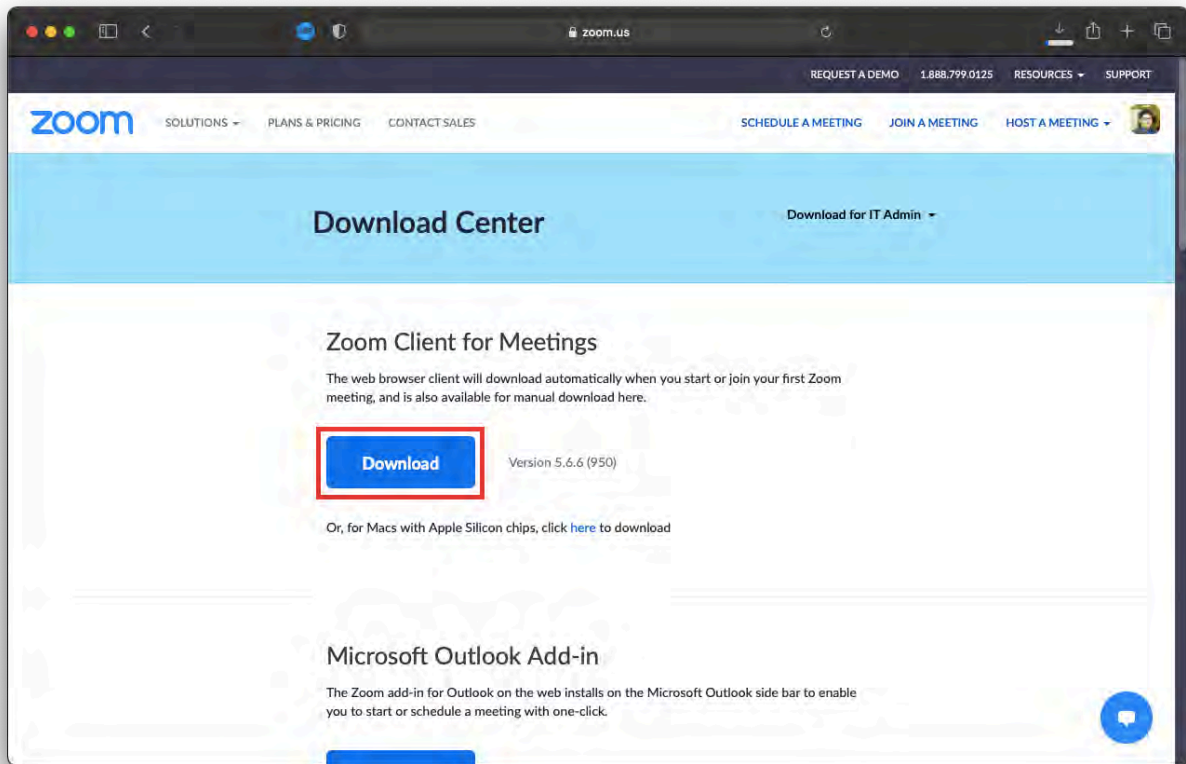 zoom.us
REQUEST A DEMO 1.888.799.0125 RESOURCES SUPPORT
zoom SOLUTIONS PLANS & PRICING CONTACT SALES SCHEDULE A MEETING JOIN A MEETING HOST A MEETING
Download Center Download for IT Admin
Zoom Client for Meetings
The web browser client will download automatically when you start or join your first Zoom
meeting, and is also available for manual download here.
Download Version 5.6.6 (950)
Or, for Macs with Apple Silicon chips, click here to download
Microsoft Outlook Add-in
The Zoom add-in for Outlook on the web installs on the Microsoft Outlook side bar to enable
you to start or schedule a meeting with one-click.